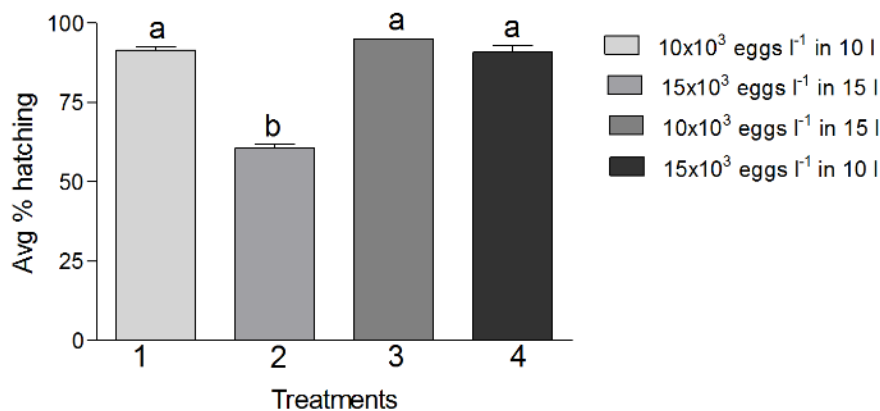 Avg % hatching
100
75
50
25
0
a
b
a
a
1 2 3 4
Treatments
10x10³ eggs l⁻¹ in 10 l
15x10³ eggs l⁻¹ in 15 l
10x10³ eggs l⁻¹ in 15 l
15x10³ eggs l⁻¹ in 10 l